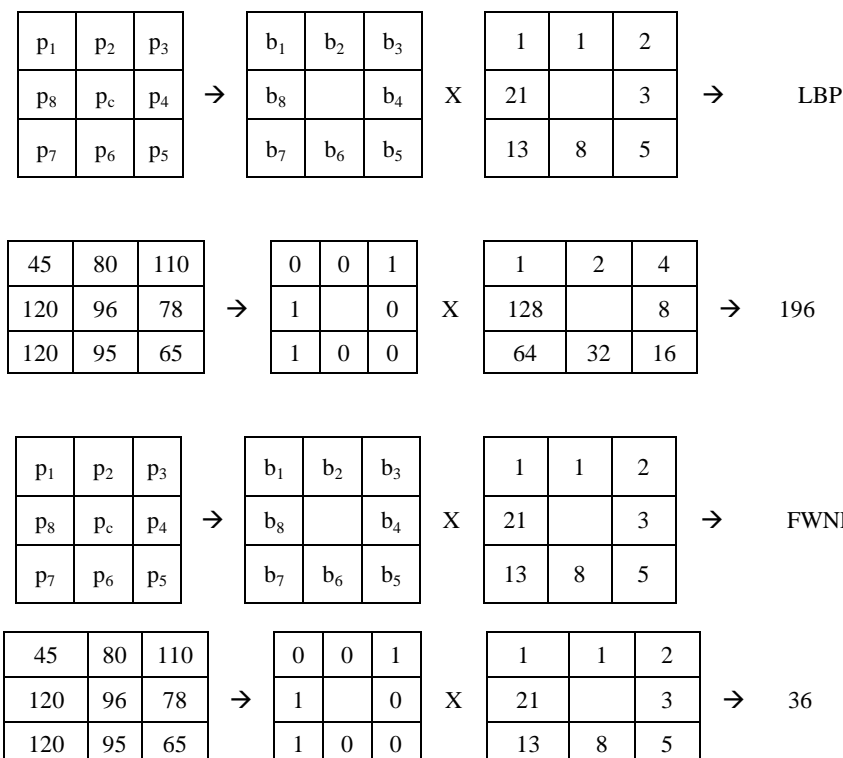 p₁ p₂ p₃ b₁ b₂ b₃ 1 1 2
p₈ p꜀ p₄ → b₈ b₄ X 21 3 → LBP
p₇ p₆ p₅ b₇ b₆ b₅ 13 8 5
45 80 110 0 0 1 1 2 4
120 96 78 → 1 0 X 128 8 → 196
120 95 65 1 0 0 64 32 16
p₁ p₂ p₃ b₁ b₂ b₃ 1 1 2
p₈ p꜀ p₄ → b₈ b₄ X 21 3 →
p₇ p₆ p₅ b₇ b₆ b₅ 13 8 5
45 80 110 0 0 1 1 1 2
120 96 78 → 1 0 X 21 3 → 36
120 95 65 1 0 0 13 8 5